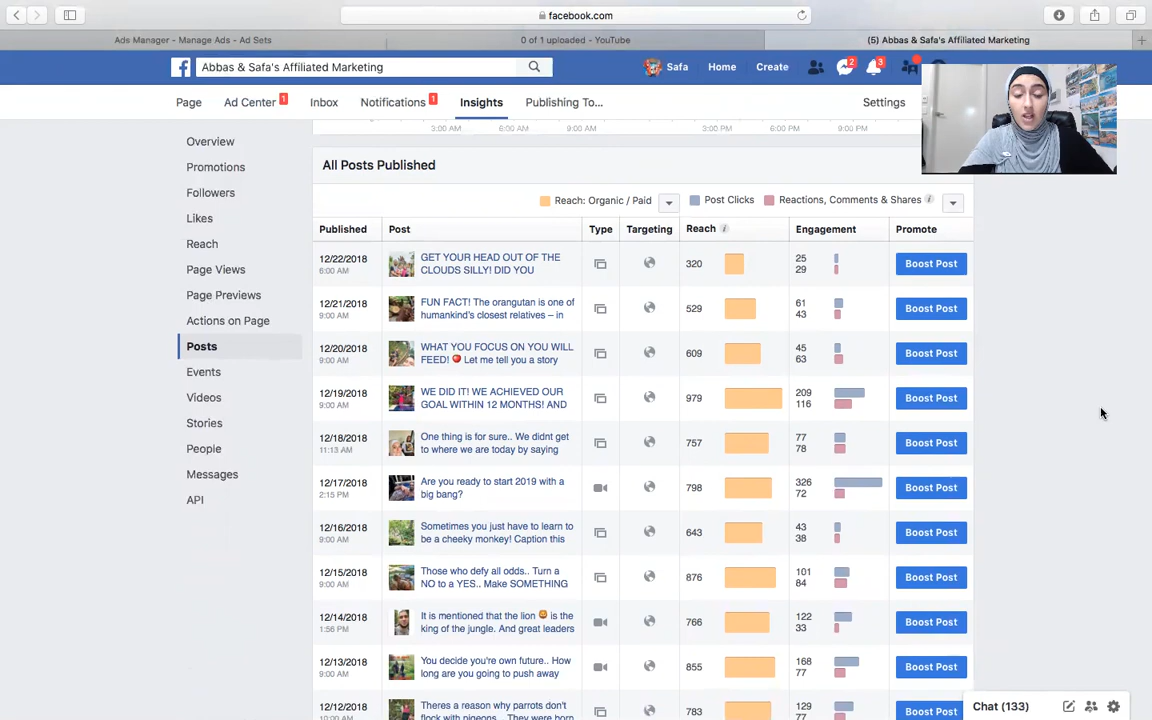 facebook.com
Ads Manager - Manage Ads - Ad Sets
0 of 1 uploaded - YouTube
(5) Abbas & Safa's Affiliated Marketing
Abbas & Safa's Affiliated Marketing
Safa
Home
Create
2
3
Page
Ad Center 1
Inbox
Notifications 1
Insights
Publishing To...
Settings
Overview
Promotions
Followers
Likes
Reach
Page Views
Page Previews
Actions on Page
Posts
Events
Videos
Stories
People
Messages
API
3:00 AM 6:00 AM 9:00 AM 3:00 PM 6:00 PM 9:00 PM
All Posts Published
Reach: Organic / Paid Post Clicks Reactions, Comments & Shares i
Published Post Type Targeting Reach i Engagement Promote
12/22/2018
6:00 AM
GET YOUR HEAD OUT OF THE
CLOUDS SILLY! DID YOU
320
25
29
Boost Post
12/21/2018
9:00 AM
FUN FACT! The orangutan is one of
humankind's closest relatives – in
529
61
43
Boost Post
12/20/2018
9:00 AM
WHAT YOU FOCUS ON YOU WILL
FEED! Let me tell you a story
609
45
63
Boost Post
12/19/2018
9:00 AM
WE DID IT! WE ACHIEVED OUR
GOAL WITHIN 12 MONTHS! AND
979
209
116
Boost Post
12/18/2018
11:13 AM
One thing is for sure.. We didnt get
to where we are today by saying
757
77
78
Boost Post
12/17/2018
2:15 PM
Are you ready to start 2019 with a
big bang?
798
326
72
Boost Post
12/16/2018
9:00 AM
Sometimes you just have to learn to
be a cheeky monkey! Caption this
643
43
38
Boost Post
12/15/2018
9:00 AM
Those who defy all odds.. Turn a
NO to a YES.. Make SOMETHING
876
101
84
Boost Post
12/14/2018
1:56 PM
It is mentioned that the lion 🦁 is the
king of the jungle. And great leaders
766
122
33
Boost Post
12/13/2018
9:00 AM
You decide you're own future.. How
long are you going to push away
855
168
77
Boost Post
12/12/2018
10:00 AM
Theres a reason why parrots don't
flock with pigeons... They were born
783
129
77
Boost Post
Chat (133)